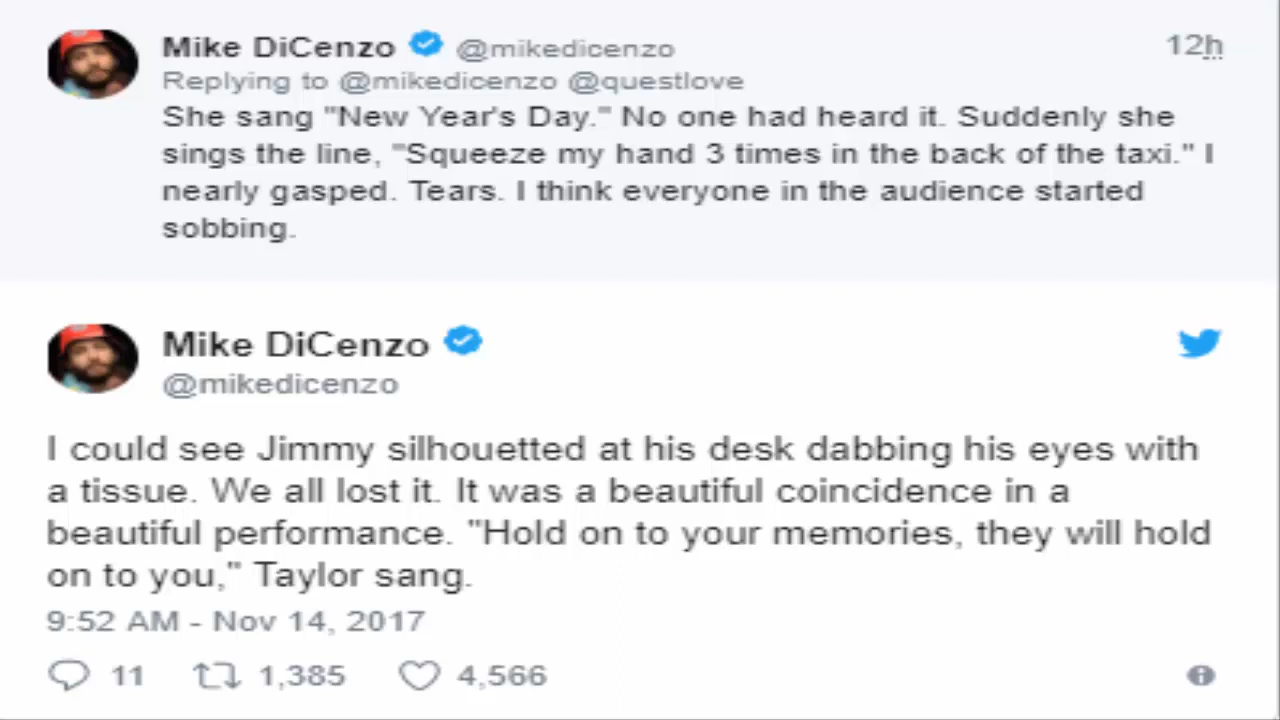 Mike DiCenzo @mikedicenzo 12h
Replying to @mikedicenzo @questlove
She sang "New Year's Day." No one had heard it. Suddenly she
sings the line, "Squeeze my hand 3 times in the back of the taxi." I
nearly gasped. Tears. I think everyone in the audience started
sobbing.
Mike DiCenzo
@mikedicenzo
I could see Jimmy silhouetted at his desk dabbing his eyes with
a tissue. We all lost it. It was a beautiful coincidence in a
beautiful performance. "Hold on to your memories, they will hold
on to you," Taylor sang.
9:52 AM - Nov 14, 2017
11 1,385 4,566